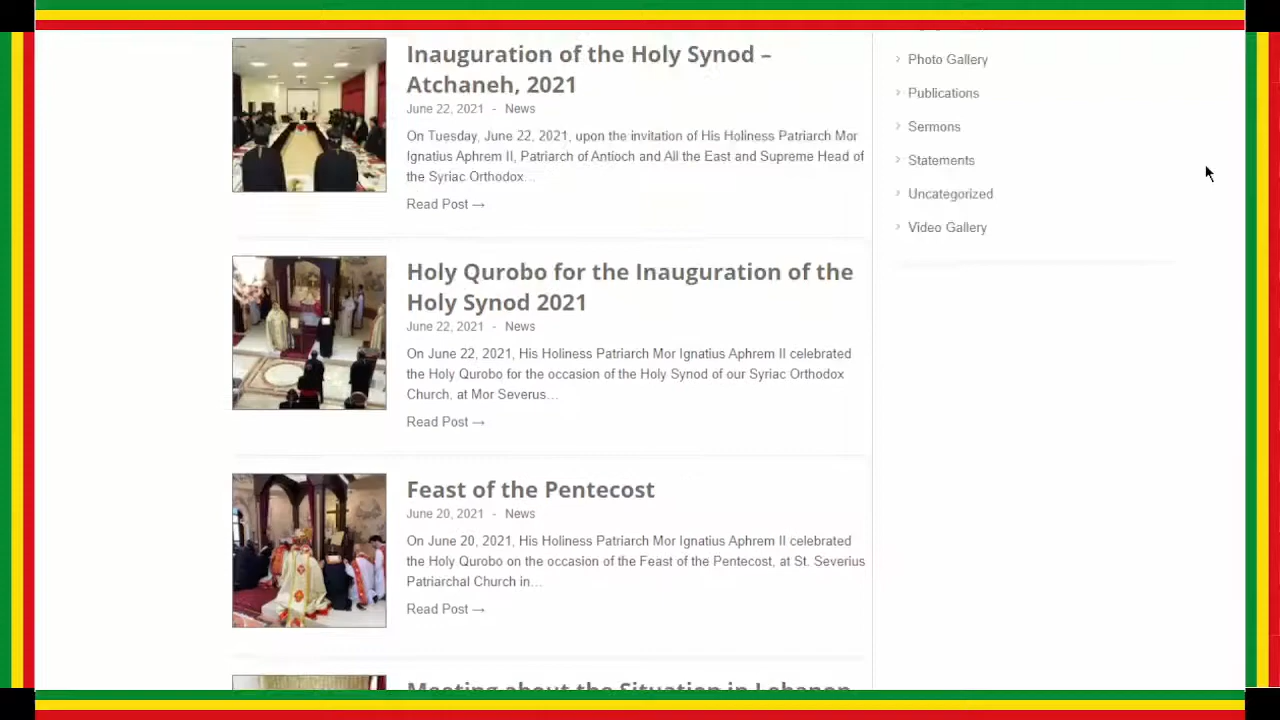 Inauguration of the Holy Synod –
Atchaneh, 2021
June 22, 2021 - News
On Tuesday, June 22, 2021, upon the invitation of His Holiness Patriarch Mor
Ignatius Aphrem II, Patriarch of Antioch and All the East and Supreme Head of
the Syriac Orthodox…
Read Post →
Holy Qurobo for the Inauguration of the
Holy Synod 2021
June 22, 2021 - News
On June 22, 2021, His Holiness Patriarch Mor Ignatius Aphrem II celebrated
the Holy Qurobo for the occasion of the Holy Synod of our Syriac Orthodox
Church, at Mor Severus…
Read Post →
Feast of the Pentecost
June 20, 2021 - News
On June 20, 2021, His Holiness Patriarch Mor Ignatius Aphrem II celebrated
the Holy Qurobo on the occasion of the Feast of the Pentecost, at St. Severius
Patriarchal Church in…
Read Post →
Meeting about the Situation in Lebanon
Photo Gallery
Publications
Sermons
Statements
Uncategorized
Video Gallery